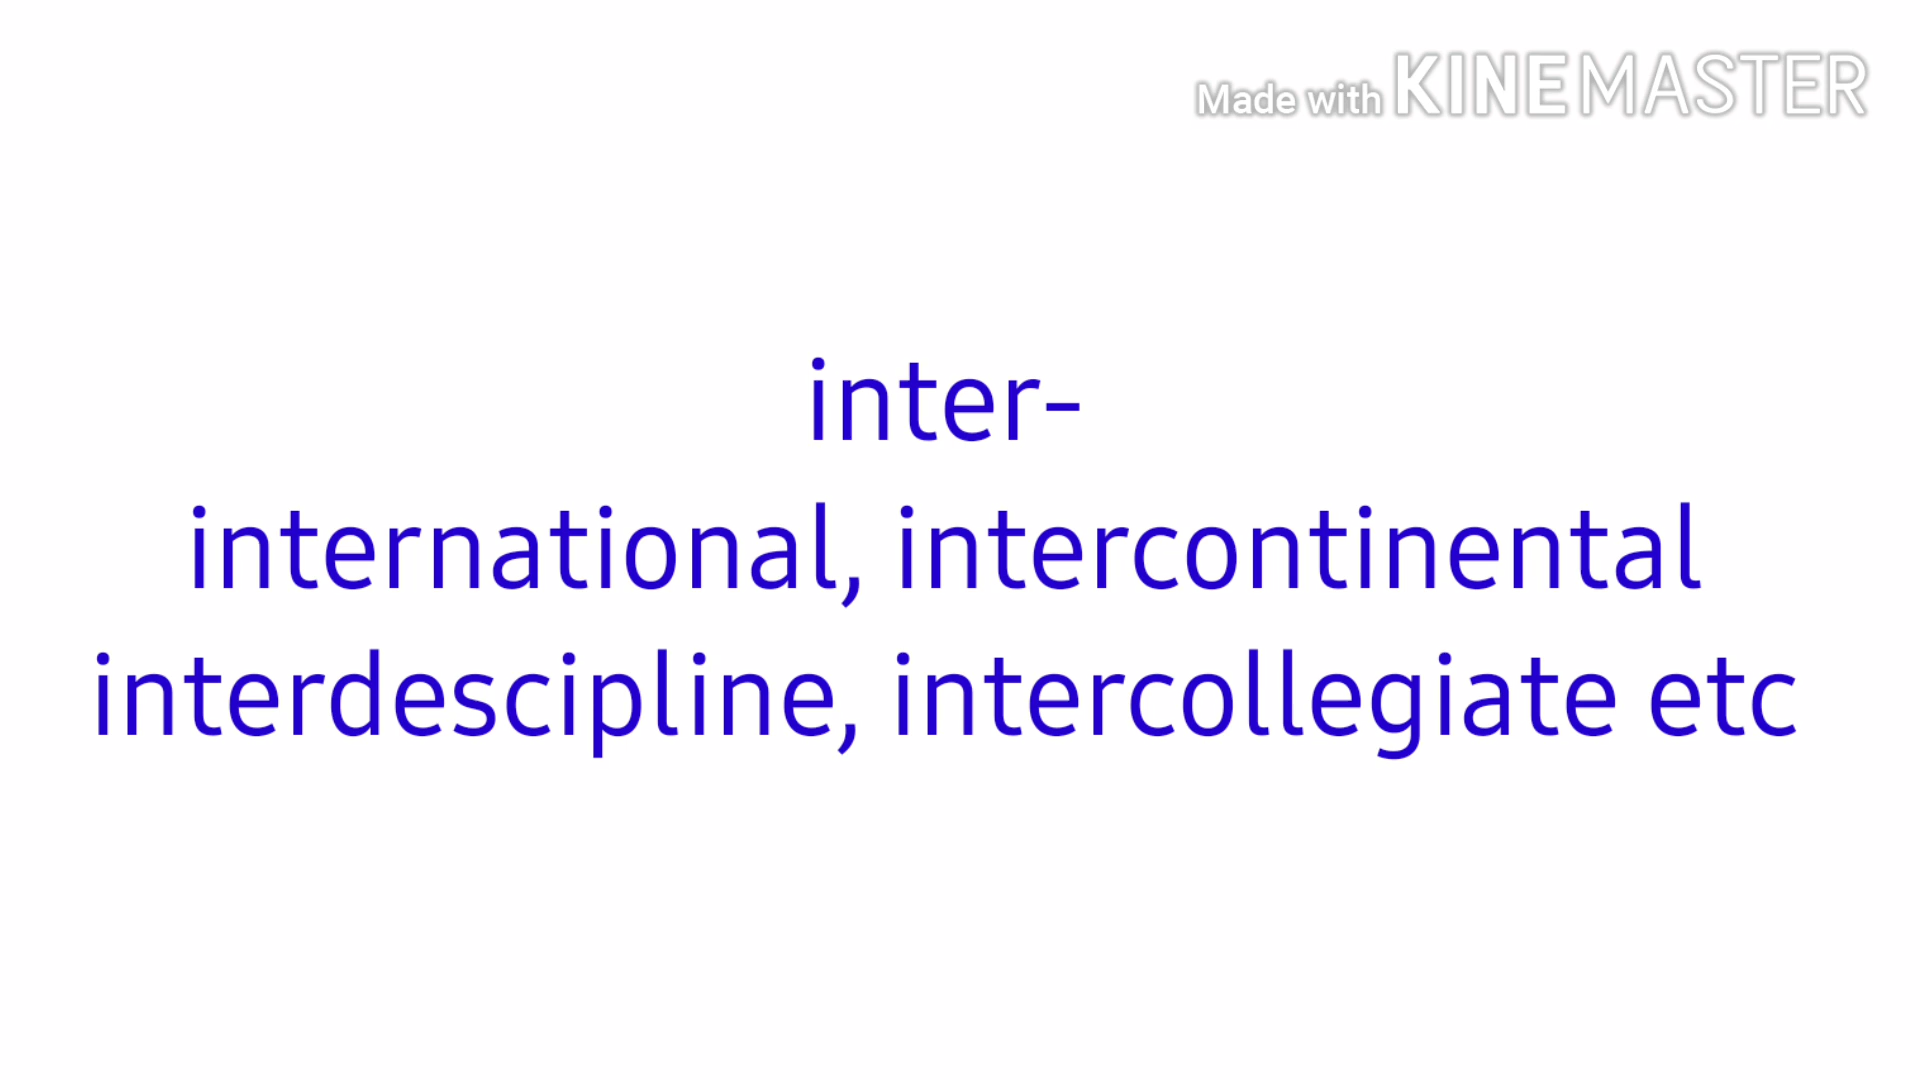 Made with KINEMASTER
inter-
international, intercontinental
interdescipline, intercollegiate etc